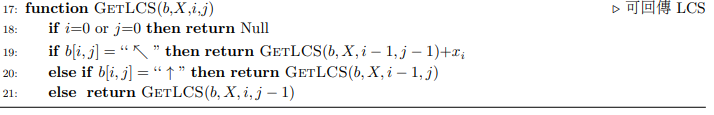 17: function GETLCS(b,X,i,j) ▷ 可回傳 LCS
18: if i=0 or j=0 then return Null
19: if b[i, j] = “ ↖ ” then return GETLCS(b, X, i − 1, j − 1)+xᵢ
20: else if b[i, j] = “ ↑ ” then return GETLCS(b, X, i − 1, j)
21: else return GETLCS(b, X, i, j − 1)